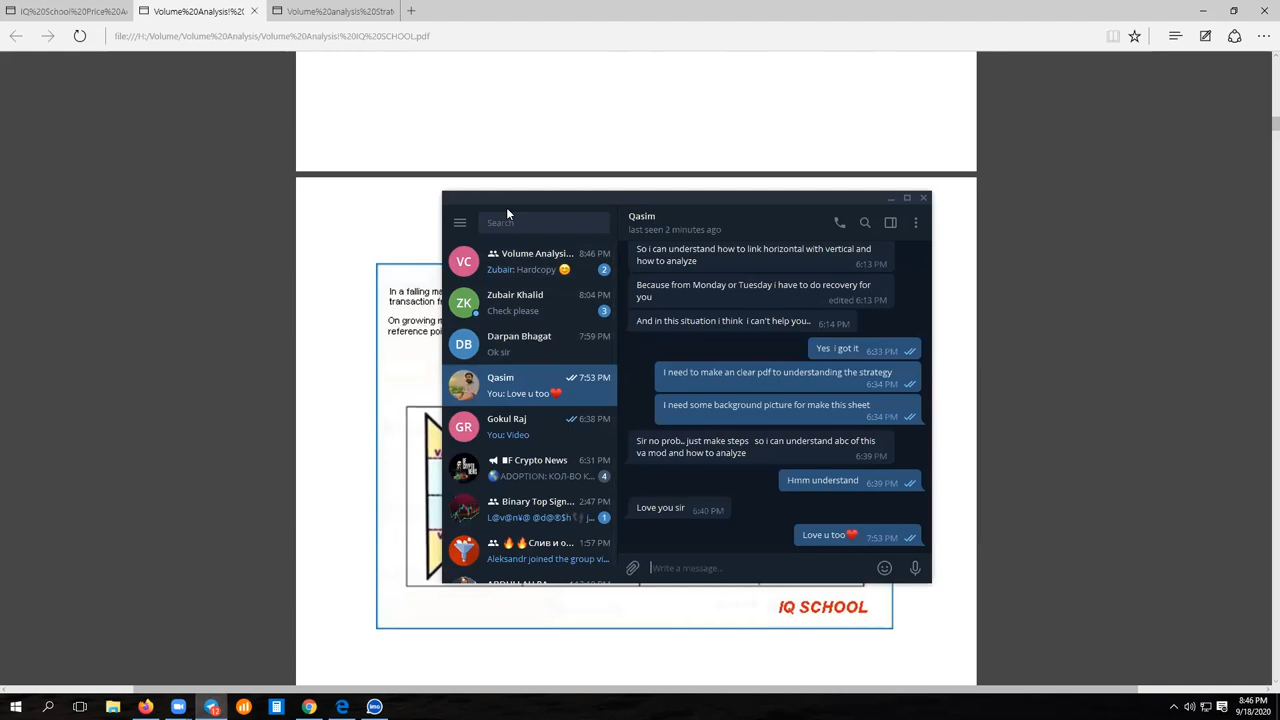 IQ%20School%20Price%20A
Volume%20Analysis!%20
Volume%20analysis%20Strat
file:///H:/Volume/Volume%20Analysis/Volume%20Analysis!%20IQ%20SCHOOL.pdf
In a falling ma
transaction fr
On growing m
reference poi
IQ SCHOOL
Search
VC
Volume Analysi...
8:46 PM
Zubair: Hardcopy 😊
2
ZK
Zubair Khalid
8:04 PM
Check please
3
DB
Darpan Bhagat
7:59 PM
Ok sir
Qasim
7:53 PM
You: Love u too❤️
GR
Gokul Raj
6:38 PM
You: Video
F Crypto News
6:31 PM
ADOPTION: КОЛ-ВО К...
4
Binary Top Sign...
2:47 PM
L@v@n¥@ @d@®$h👣 j...
1
🔥🔥Слив и о...
1:57 PM
Aleksandr joined the group vi...
Qasim
last seen 2 minutes ago
So i can understand how to link horizontal with vertical and
how to analyze
6:13 PM
Because from Monday or Tuesday i have to do recovery for
you
edited 6:13 PM
And in this situation i think i can't help you..
6:14 PM
Yes i got it
6:33 PM
I need to make an clear pdf to understanding the strategy
6:34 PM
I need some background picture for make this sheet
6:34 PM
Sir no prob.. just make steps so i can understand abc of this
va mod and how to analyze
6:39 PM
Hmm understand
6:39 PM
Love you sir
6:40 PM
Love u too❤️
7:53 PM
Write a message...
12
imo
8:46 PM
9/18/2020